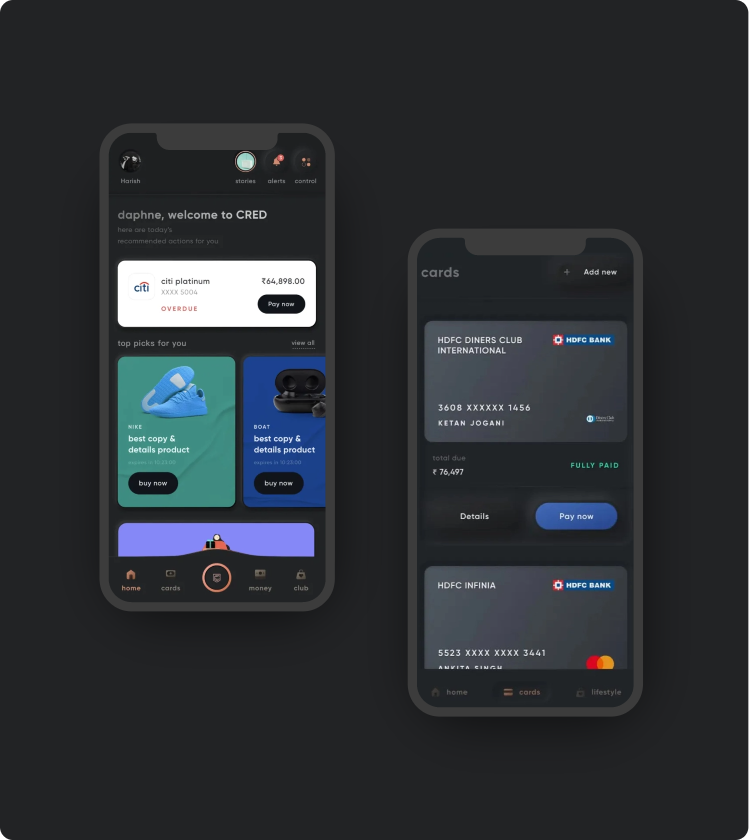 Harish
stories
alerts
control
daphne, welcome to CRED
here are today's
recommended actions for you
citi
citi platinum
XXXX 5004
OVERDUE
₹64,898.00
Pay now
top picks for you
view all
NIKE
best copy &
details product
expires in 10:22:00
buy now
BOAT
best copy &
details product
expires in 10:22:00
buy now
home
cards
money
club
cards
+ Add new
HDFC DINERS CLUB
INTERNATIONAL
HDFC BANK
3608 XXXXXX 1456
KETAN JOGANI
Diners Club
total due
₹ 76,497
FULLY PAID
Details
Pay now
HDFC INFINIA
HDFC BANK
5523 XXXX XXXX 3441
ANKITA SINGH
home
cards
lifestyle